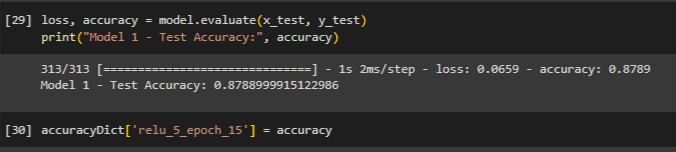 [29] loss, accuracy = model.evaluate(x_test, y_test)
print("Model 1 - Test Accuracy:", accuracy)
313/313 [==============================] - 1s 2ms/step - loss: 0.0659 - accuracy: 0.8789
Model 1 - Test Accuracy: 0.8788999915122986
[30] accuracyDict['relu_5_epoch_15'] = accuracy